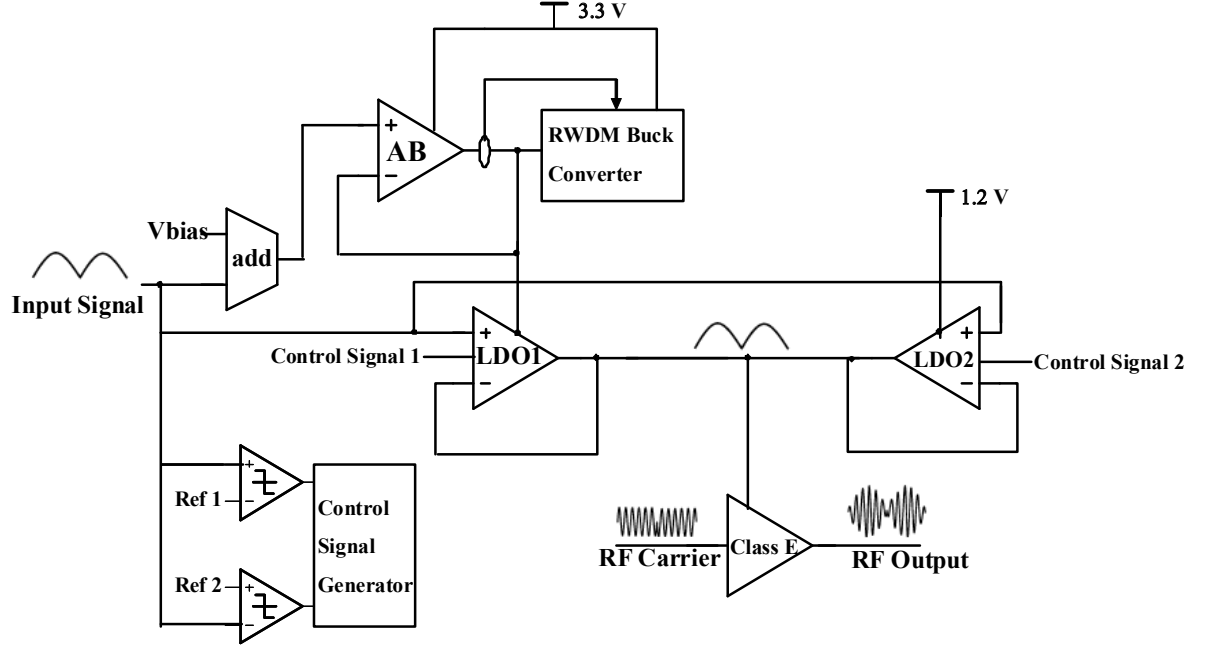 3.3 V
RWDM Buck
Converter
+
AB
−
1.2 V
Vbias
add
Input Signal
+
Control Signal 1
LDO1
−
+
LDO2
Control Signal 2
−
+
Ref 1
−
Control
Signal
Generator
Ref 2
+
−
RF Carrier
Class E
RF Output